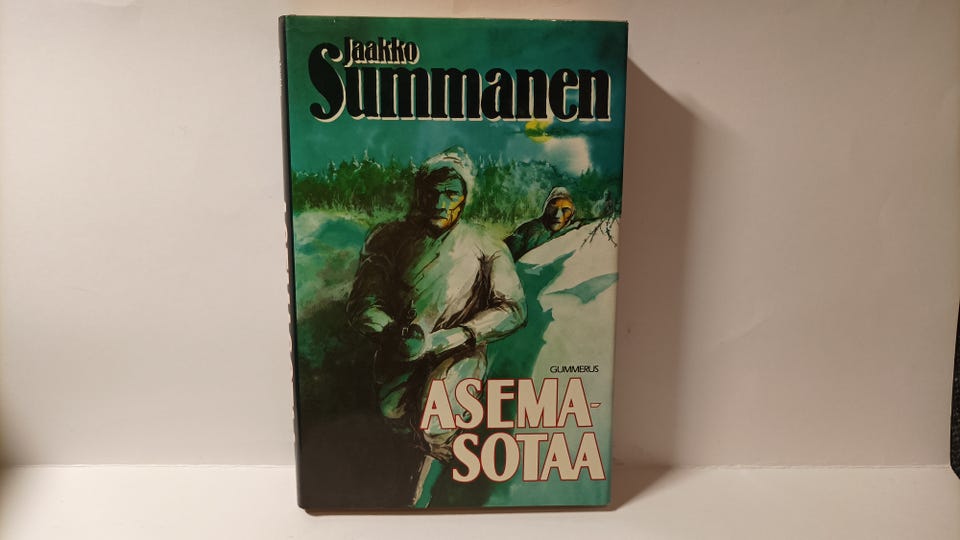 Jaakko
Summanen
GUMMERUS
ASEMA-
SOTAA